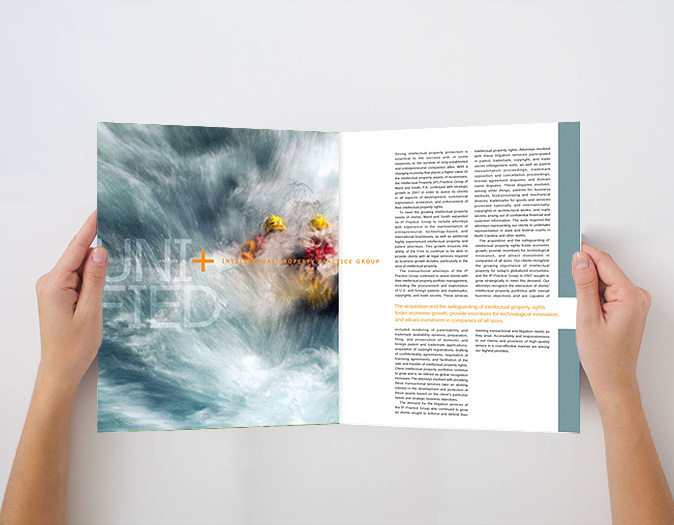 INTELLECTUAL PROPERTY PRACTICE GROUP
Strong intellectual property protection is
essential to the success and, in some
instances, to the survival of long established
and entrepreneurial companies alike. With a
changing economy that places a higher value on
the intellectual property assets of businesses,
the Intellectual Property (IP) Practice Group of
Ward and Smith, P.A. continued with strategic
growth in 2007 in order to assist its clients
in all aspects of development, commercial
exploitation, protection, and enforcement of
their intellectual property rights.
To meet the growing intellectual property
needs of clients, Ward and Smith expanded
its IP Practice Group to include attorneys
with experience in the representation of
entrepreneurial, technology-based, and
international businesses, as well as additional
highly experienced intellectual property and
patent attorneys. This growth ensures the
ability of the Firm to continue to be able to
provide clients with all legal services required
as business growth dictates, particularly in the
area of intellectual property.
The transactional attorneys of the IP
Practice Group continued to assist clients with
their intellectual property portfolio management,
including the procurement and exploitation
of U.S. and foreign patents and trademarks,
copyrights, and trade secrets. These services
The acquisition and the safeguarding of intellectual property rights
foster economic growth, provide incentives for technological innovation,
and attract investment in companies of all sizes.
included rendering of patentability and
trademark availability opinions; preparation,
filing, and prosecution of domestic and
foreign patent and trademark applications;
acquisition of copyright registrations; drafting
of confidentiality agreements; negotiation of
licensing agreements; and facilitation of the
sale and transfer of intellectual property rights.
Client intellectual property portfolios continue
to grow and to be refined as global recognition
increases. The attorneys involved with providing
these transactional services take an abiding
interest in the development and protection of
these assets based on the client's particular
needs and strategic business objectives.
The demand for the litigation services of
the IP Practice Group also continued to grow
as clients sought to enforce and defend their
intellectual property rights. Attorneys involved
with these litigation services participated
in patent, trademark, copyright, and trade
secret infringement suits, as well as patent
reexamination proceedings, trademark
opposition and cancellation proceedings,
license agreement disputes, and domain
name disputes. These disputes involved,
among other things, patents for business
methods, food-processing and mechanical
devices; trademarks for goods and services
protected nationally and internationally;
copyrights in architectural works; and trade
secrets among our confidential financial and
customer information. The suits required the
attorneys representing our clients to undertake
representation in state and federal courts in
North Carolina and other states.
The acquisition and the safeguarding of
intellectual property rights foster economic
growth, provide incentives for technological
innovation, and attract investment in
companies of all sizes. Our clients recognize
the growing importance of intellectual
property for today's globalized economies,
and the IP Practice Group in 2007 sought to
grow strategically to meet this demand. Our
attorneys recognize the interaction of clients'
intellectual property portfolios with overall
business objectives and are capable of
meeting transactional and litigation needs as
they arise. Accessibility and responsiveness
to our clients and provision of high-quality
service in a cost-effective manner are among
our highest priorities.